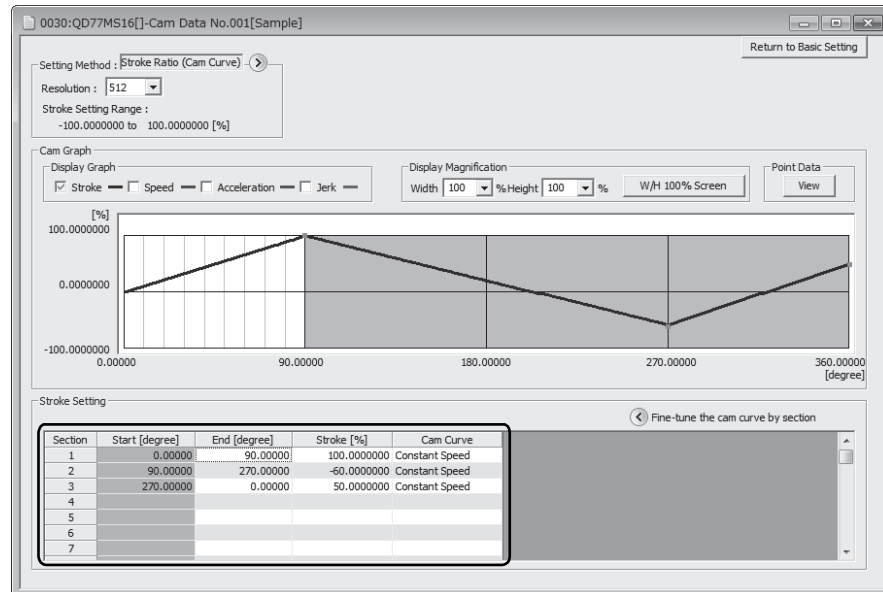 0030:QD77MS16[]-Cam Data No.001[Sample]
Return to Basic Setting
Setting Method : Stroke Ratio (Cam Curve)
Resolution : 512
Stroke Setting Range :
-100.0000000 to 100.0000000 [%]
Cam Graph
Display Graph
Stroke Speed Acceleration Jerk
Display Magnification
Width 100 % Height 100 % W/H 100% Screen
Point Data
View
[%]
100.0000000
0.0000000
-100.0000000
0.00000 90.00000 180.00000 270.00000 360.00000
[degree]
Stroke Setting
Fine-tune the cam curve by section
Section Start [degree] End [degree] Stroke [%] Cam Curve
1 0.00000 90.00000 100.0000000 Constant Speed
2 90.00000 270.00000 -60.0000000 Constant Speed
3 270.00000 0.00000 50.0000000 Constant Speed
4
5
6
7